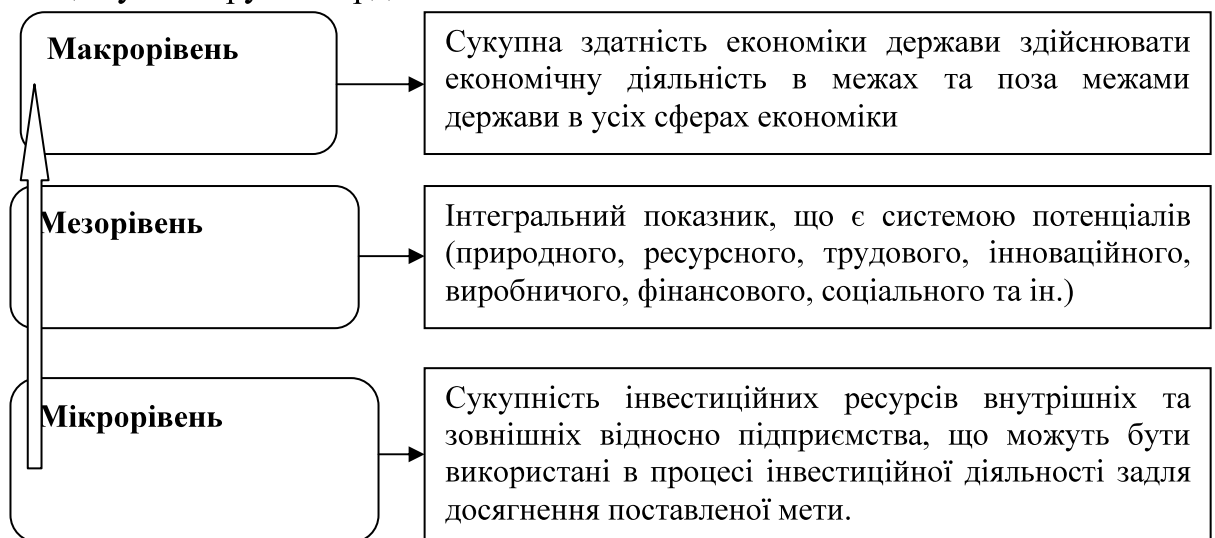 Макрорівень
Сукупна здатність економіки держави здійснювати
економічну діяльність в межах та поза межами
держави в усіх сферах економіки
Мезорівень
Інтегральний показник, що є системою потенціалів
(природного, ресурсного, трудового, інноваційного,
виробничого, фінансового, соціального та ін.)
Мікрорівень
Сукупність інвестиційних ресурсів внутрішніх та
зовнішніх відносно підприємства, що можуть бути
використані в процесі інвестиційної діяльності задля
досягнення поставленої мети.